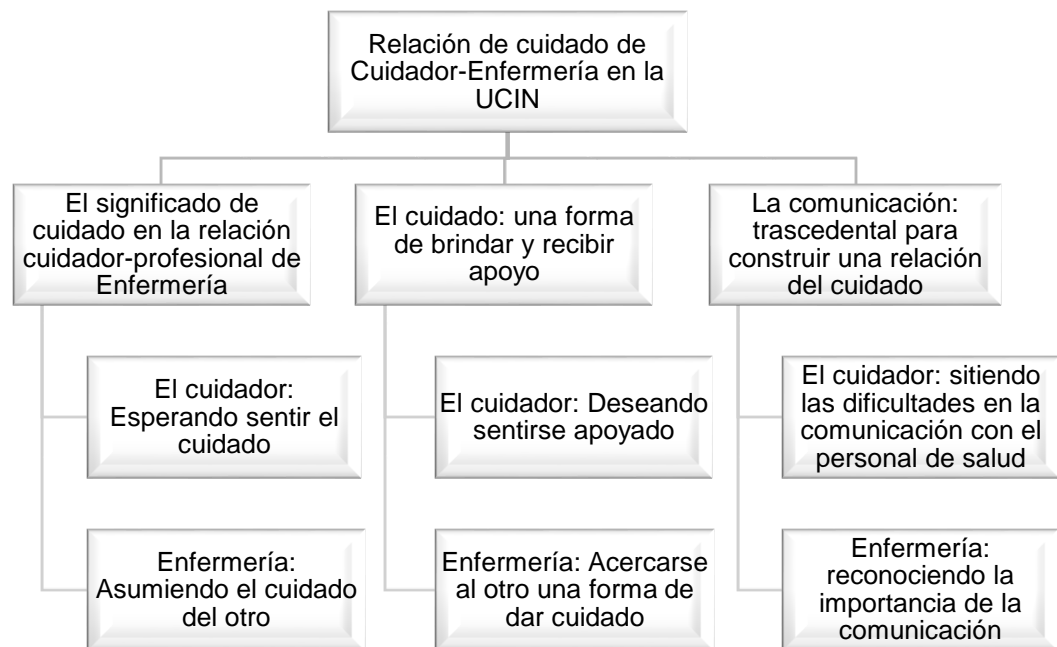 Relación de cuidado de
Cuidador-Enfermería en la
UCIN
El significado de
cuidado en la relación
cuidador-profesional de
Enfermería
El cuidado: una forma
de brindar y recibir
apoyo
La comunicación:
trascedental para
construir una relación
del cuidado
El cuidador:
Esperando sentir el
cuidado
El cuidador: Deseando
sentirse apoyado
El cuidador: sitiendo
las dificultades en la
comunicación con el
personal de salud
Enfermería:
Asumiendo el cuidado
del otro
Enfermería: Acercarse
al otro una forma de
dar cuidado
Enfermería:
reconociendo la
importancia de la
comunicación